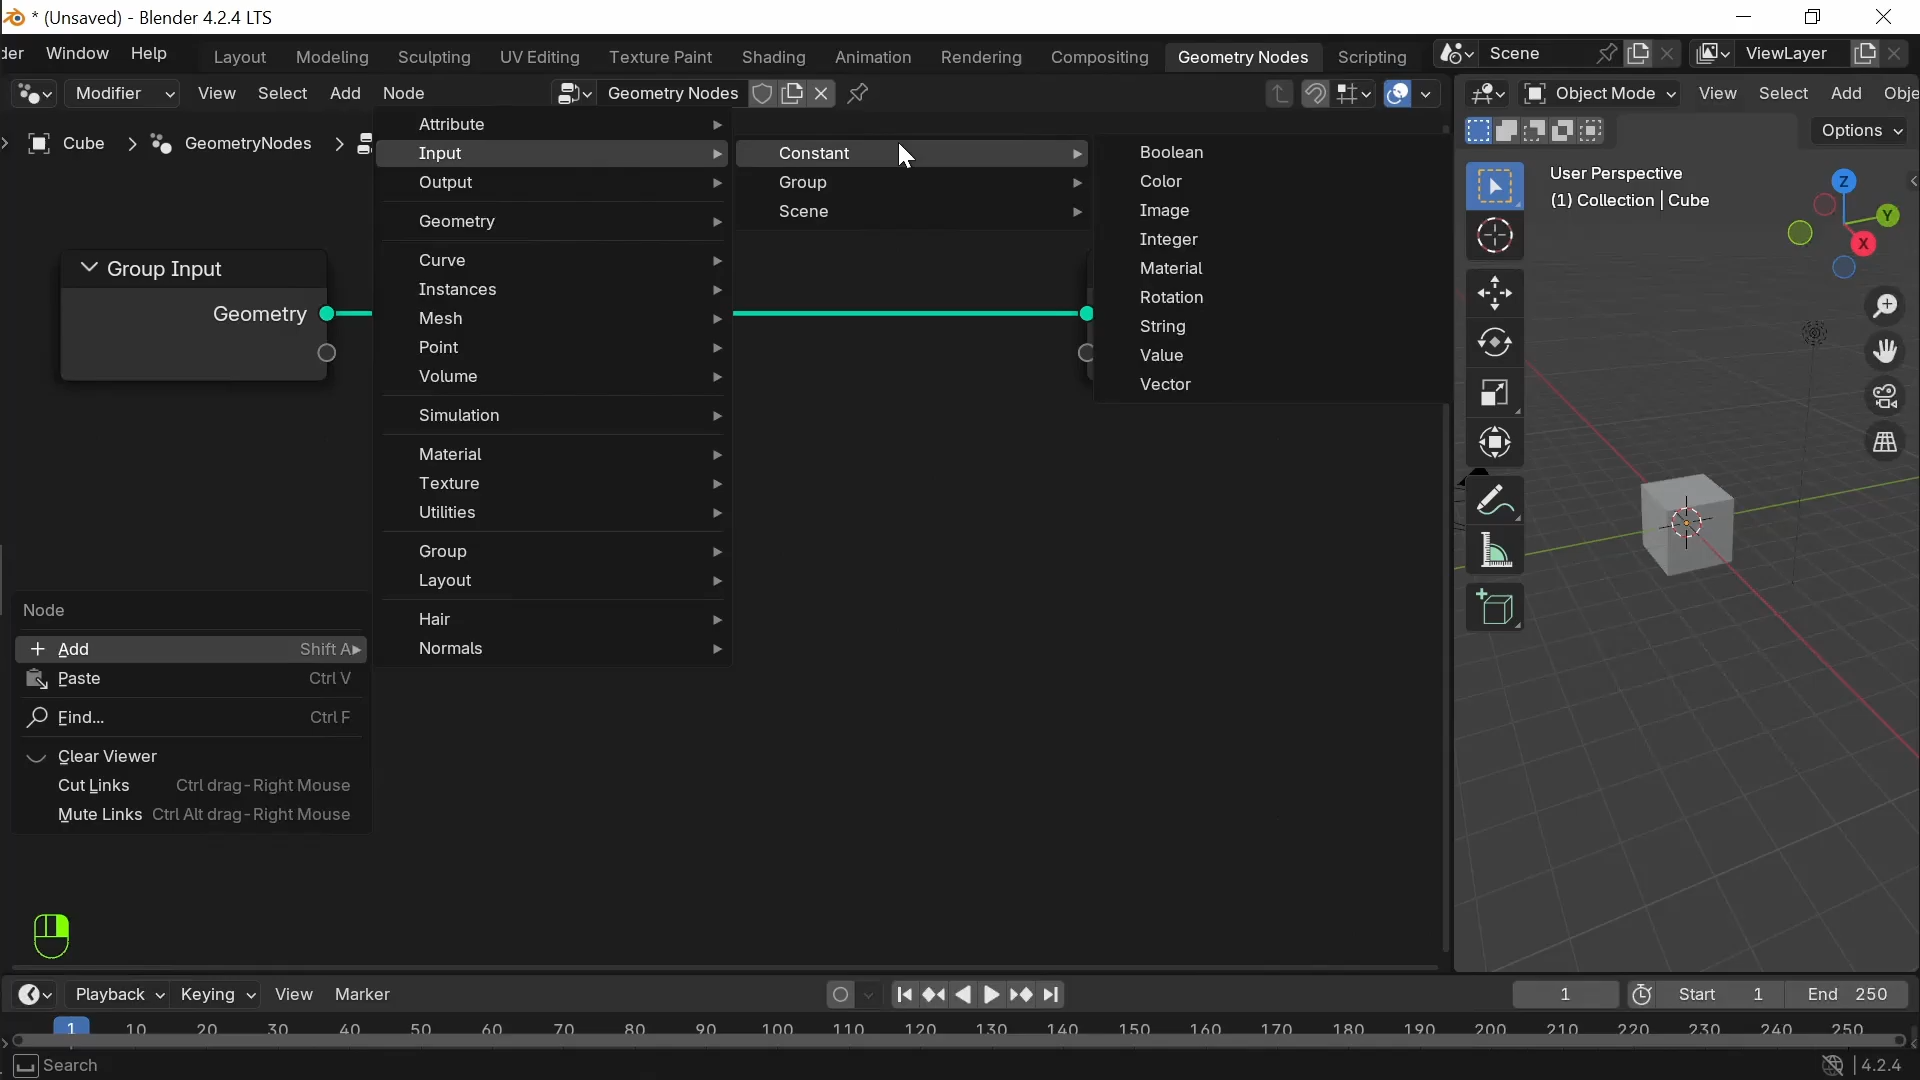 * (Unsaved) - Blender 4.2.4 LTS
der Window Help Layout Modeling Sculpting UV Editing Texture Paint Shading Animation Rendering Compositing Geometry Nodes Scripting Scene ViewLayer
Modifier View Select Add Node Geometry Nodes Object Mode View Select Add Obje
Cube GeometryNodes
Options
Group Input
Geometry
Attribute
Input
Output
Geometry
Curve
Instances
Mesh
Point
Volume
Simulation
Material
Texture
Utilities
Group
Layout
Hair
Normals
Constant
Group
Scene
Boolean
Color
Image
Integer
Material
Rotation
String
Value
Vector
User Perspective
(1) Collection | Cube
Z
Y
X
Node
Add Shift A
Paste Ctrl V
Find... Ctrl F
Clear Viewer
Cut Links Ctrl drag-Right Mouse
Mute Links Ctrl Alt drag-Right Mouse
Playback Keying View Marker 1 Start 1 End 250
1 10 20 30 40 50 60 70 80 90 100 110 120 130 140 150 160 170 180 190 200 210 220 230 240 250
Search 4.2.4